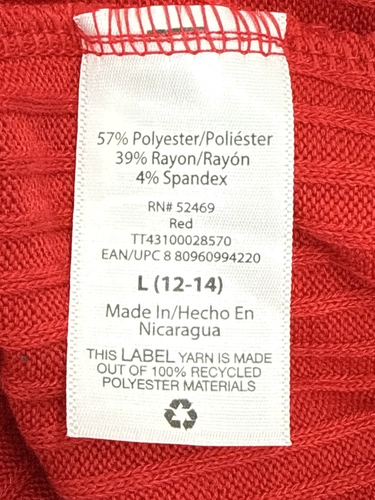 57% Polyester/Poliéster
39% Rayon/Rayón
4% Spandex
RN# 52469
Red
TT43100028570
EAN/UPC 8 80960994220
L (12-14)
Made In/Hecho En
Nicaragua
THIS LABEL YARN IS MADE
OUT OF 100% RECYCLED
POLYESTER MATERIALS